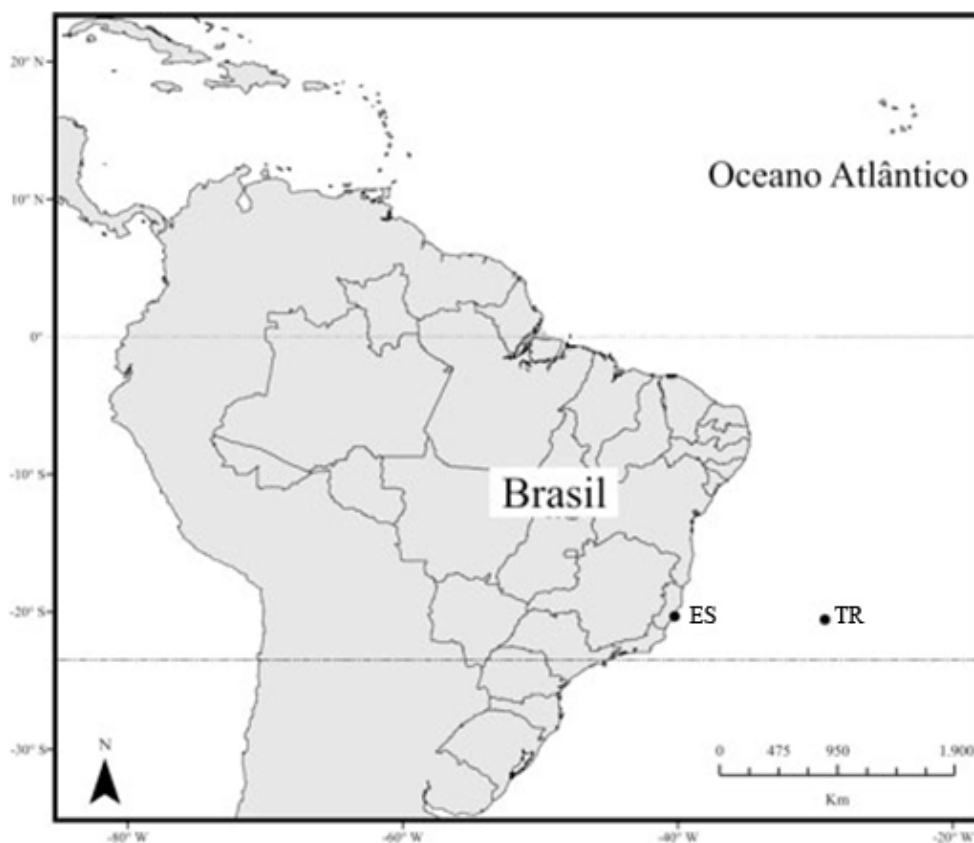 20° N
Oceano Atlântico
10° N
0°
-10° S
Brasil
-20° S
ES
TR
-30° S
N
0 475 950 1.900
Km
-80° W -60° W -40° W -20° W